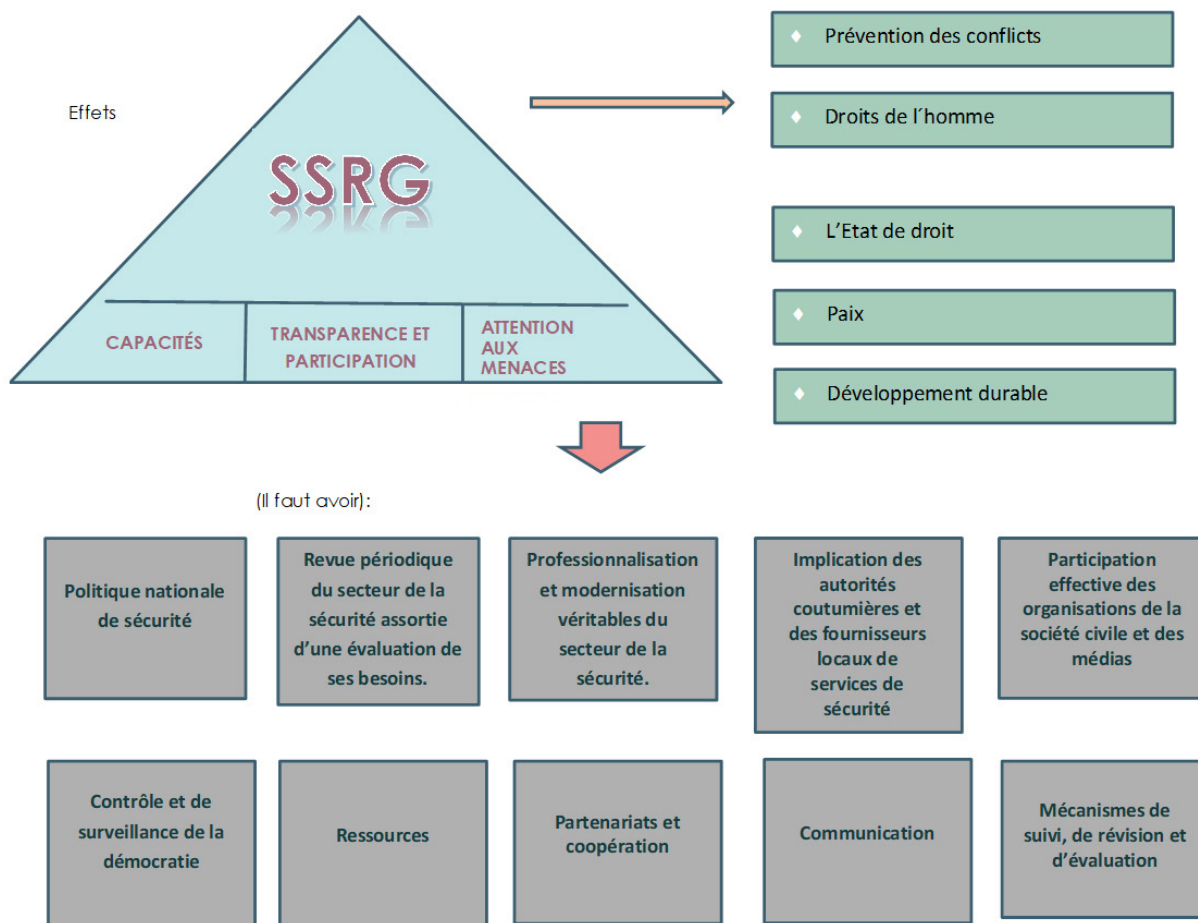 Effets
SSRG
CAPACITÉS
TRANSPARENCE ET
PARTICIPATION
ATTENTION
AUX
MENACES
Prévention des conflicts
Droits de l´homme
L'Etat de droit
Paix
Développement durable
(Il faut avoir):
Politique nationale
de sécurité
Revue périodique
du secteur de la
sécurité assortie
d'une évaluation de
ses besoins.
Professionnalisation
et modernisation
véritables du
secteur de la
sécurité.
Implication des
autorités
coutumières et
des fournisseurs
locaux de
services de
sécurité
Participation
effective des
organisations de la
société civile et des
médias
Contrôle et de
surveillance de la
démocratie
Ressources
Partenariats et
coopération
Communication
Mécanismes de
suivi, de révision et
d'évaluation